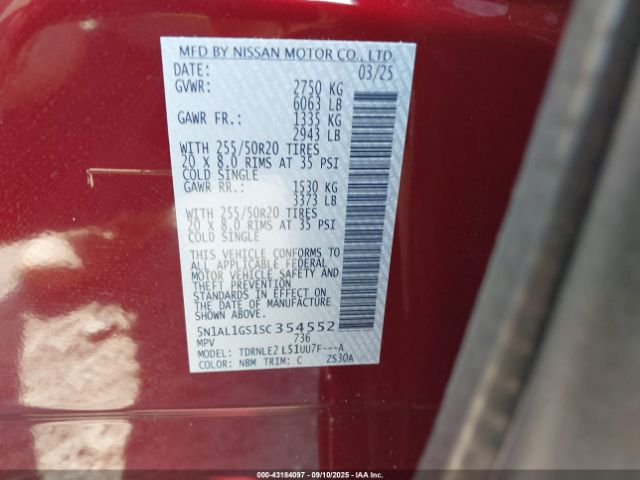 MFD BY NISSAN MOTOR CO., LTD.
DATE: 03/25
GVWR: 2750 KG
6063 LB
GAWR FR.: 1335 KG
2943 LB
WITH 255/50R20 TIRES
20 X 8.0 RIMS AT 35 PSI
COLD SINGLE
GAWR RR.: 1530 KG
3373 LB
WITH 255/50R20 TIRES
20 X 8.0 RIMS AT 35 PSI
COLD SINGLE
THIS VEHICLE CONFORMS TO
ALL APPLICABLE FEDERAL
MOTOR VEHICLE SAFETY AND
THEFT PREVENTION
STANDARDS IN EFFECT ON
THE DATE OF MANUFACTURE
SHOWN ABOVE.
5N1AL1GS1SC354552
MPV 736
MODEL: TDRNLE2 L51UU7F---A
COLOR: NBM TRIM: C ZS30A
000-43184097 - 09/10/2025 - IAA Inc.